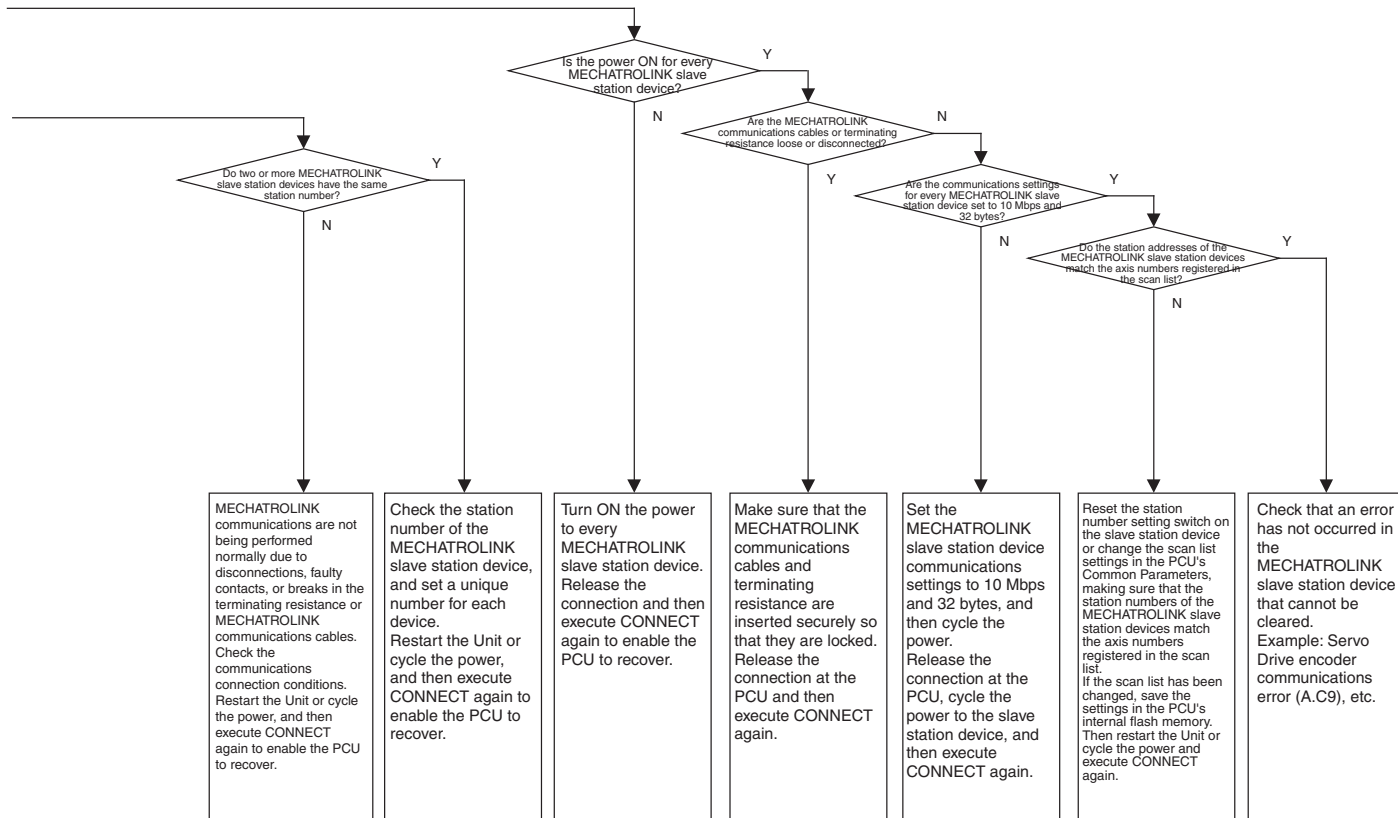 Is the power ON for every
MECHATROLINK slave
station device?
Y
N
Are the MECHATROLINK
communications cables or terminating
resistance loose or disconnected?
N
Y
Do two or more MECHATROLINK
slave station devices have the same
station number?
Y
N
Are the communications settings
for every MECHATROLINK slave
station device set to 10 Mbps and
32 bytes?
Y
N
Do the station addresses of the
MECHATROLINK slave station devices
match the axis numbers registered in
the scan list?
Y
N
MECHATROLINK
communications are not
being performed
normally due to
disconnections, faulty
contacts, or breaks in the
terminating resistance or
MECHATROLINK
communications cables.
Check the
communications
connection conditions.
Restart the Unit or cycle
the power, and then
execute CONNECT
again to enable the PCU
to recover.
Check the station
number of the
MECHATROLINK
slave station device,
and set a unique
number for each
device.
Restart the Unit or
cycle the power,
and then execute
CONNECT again to
enable the PCU to
recover.
Turn ON the power
to every
MECHATROLINK
slave station device.
Release the
connection and then
execute CONNECT
again to enable the
PCU to recover.
Make sure that the
MECHATROLINK
communications
cables and
terminating
resistance are
inserted securely so
that they are locked.
Release the
connection at the
PCU and then
execute CONNECT
again.
Set the
MECHATROLINK
slave station device
communications
settings to 10 Mbps
and 32 bytes, and
then cycle the
power.
Release the
connection at the
PCU, cycle the
power to the slave
station device, and
then execute
CONNECT again.
Reset the station
number setting switch on
the slave station device
or change the scan list
settings in the PCU's
Common Parameters,
making sure that the
station numbers of the
MECHATROLINK slave
station devices match
the axis numbers
registered in the scan
list.
If the scan list has been
changed, save the
settings in the PCU's
internal flash memory.
Then restart the Unit or
cycle the power and
execute CONNECT
again.
Check that an error
has not occurred in
the
MECHATROLINK
slave station device
that cannot be
cleared.
Example: Servo
Drive encoder
communications
error (A.C9), etc.